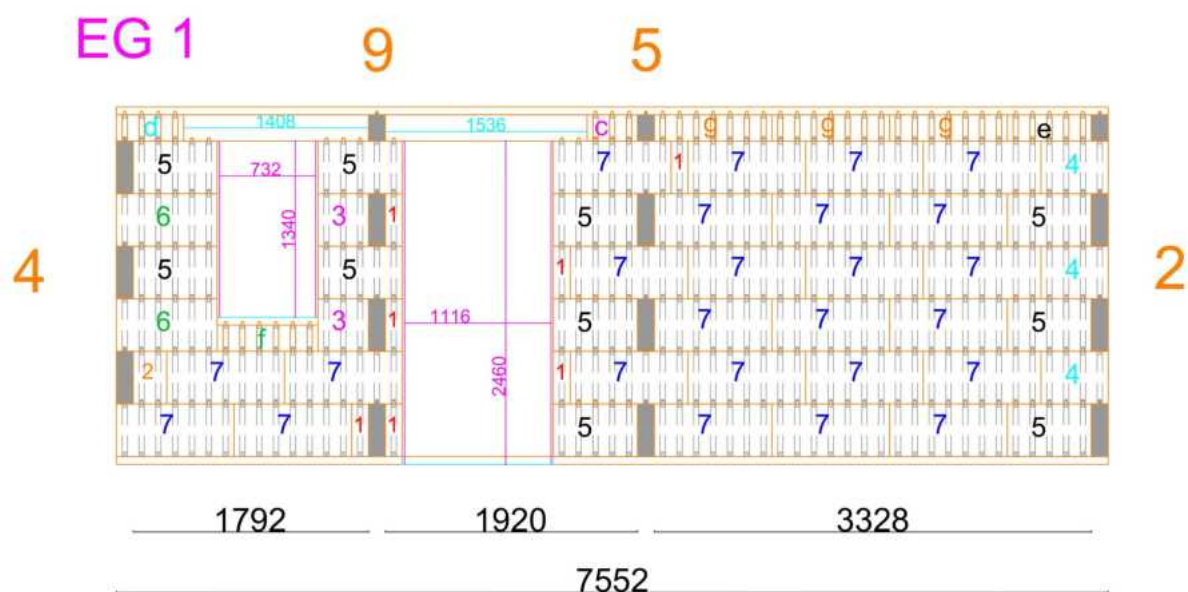 EG 1
9 5
d 1408 1536 c g g g e
5 732 5 7 1 7 7 7 4
6 1340 3 1 5 7 7 7 5
4 5 5 1 7 7 7 7 4 2
6 f 3 1 1116 5 7 7 7 5
2 7 7 2460 1 7 7 7 7 4
7 7 1 1 5 7 7 7 5
1792 1920 3328
7552